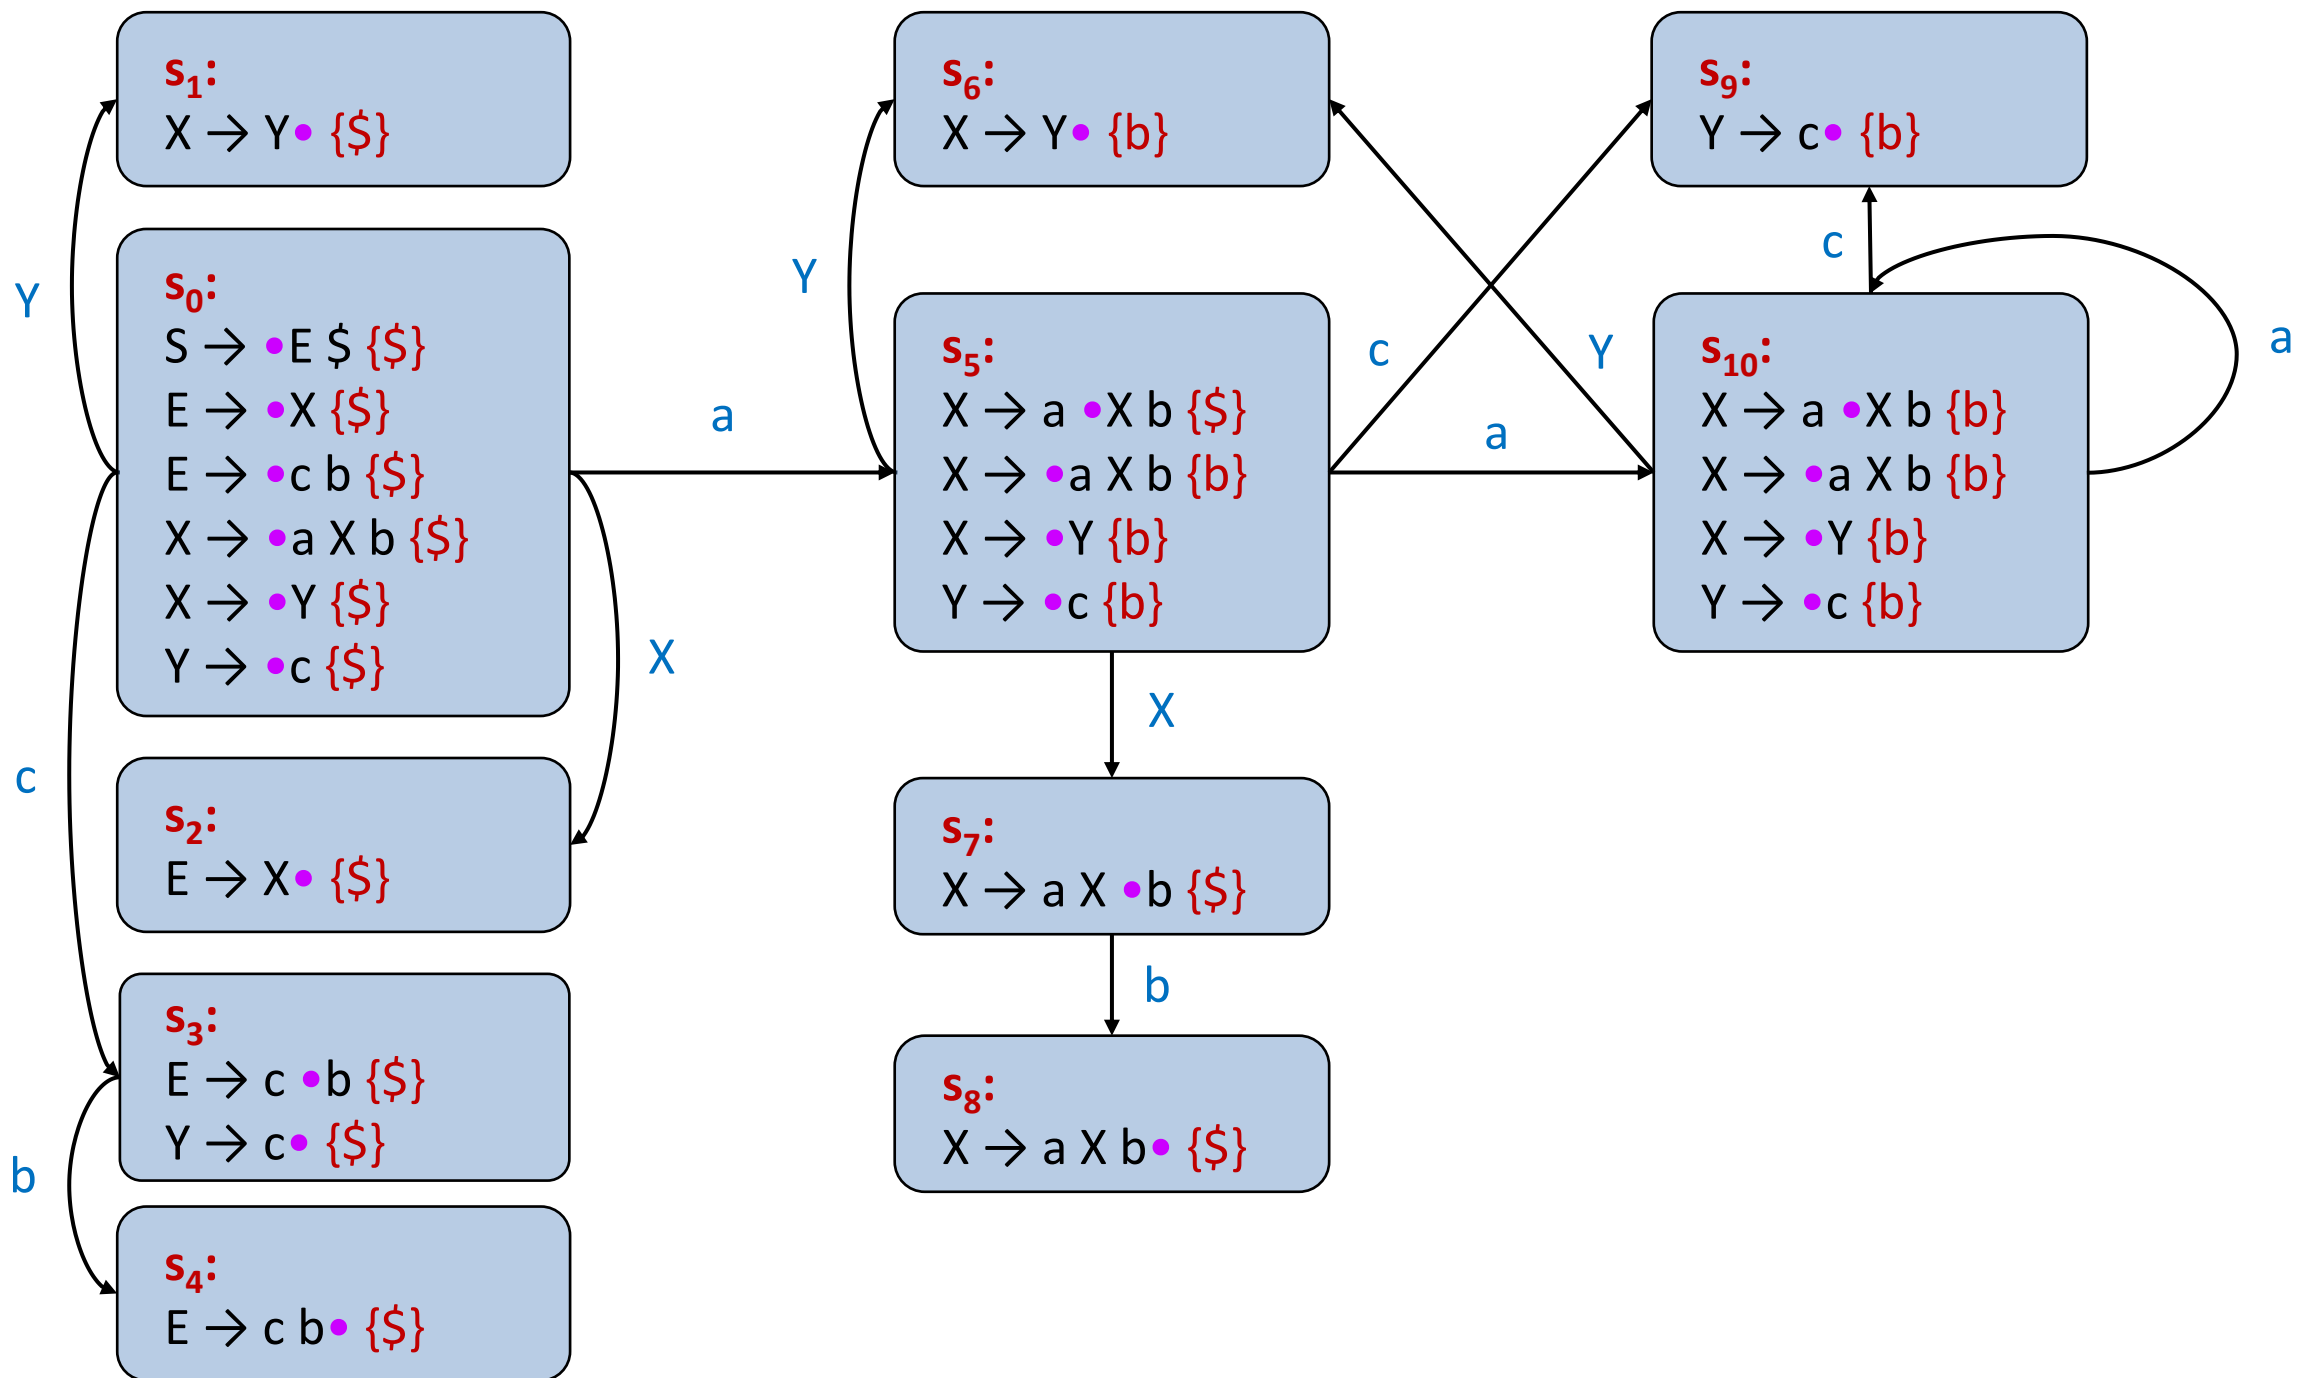 s₁:
X → Y• {$}
s₀:
S → •E $ {$}
E → •X {$}
E → •c b {$}
X → •a X b {$}
X → •Y {$}
Y → •c {$}
s₂:
E → X• {$}
s₃:
E → c •b {$}
Y → c• {$}
s₄:
E → c b• {$}
Y
c
b
a
X
s₆:
X → Y• {b}
Y
s₅:
X → a •X b {$}
X → •a X b {b}
X → •Y {b}
Y → •c {b}
X
s₇:
X → a X •b {$}
b
s₈:
X → a X b• {$}
c
Y
a
s₉:
Y → c• {b}
c
s₁₀:
X → a •X b {b}
X → •a X b {b}
X → •Y {b}
Y → •c {b}
a